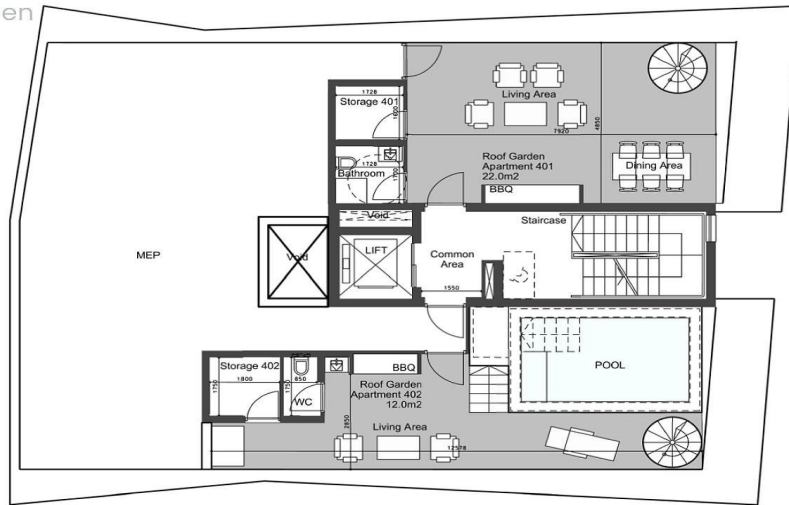 en
1728
Storage 401
1600
Living Area
7920
4850
1728
Bathroom
1700
Roof Garden
Apartment 401
22.0m2
BBQ
Dining Area
Void
Staircase
MEP
Void
LIFT
Common
Area
1550
POOL
Storage 402
1800
1750
1750
850
WC
BBQ
Roof Garden
Apartment 402
12.0m2
2850
Living Area
12578